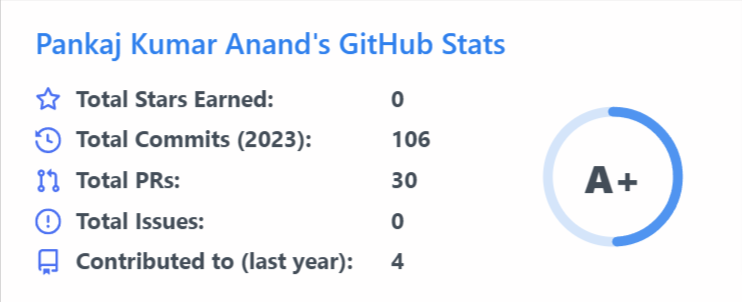 Pankaj Kumar Anand's GitHub Stats
Total Stars Earned: 0
Total Commits (2023): 106
Total PRs: 30
Total Issues: 0
Contributed to (last year): 4
A+